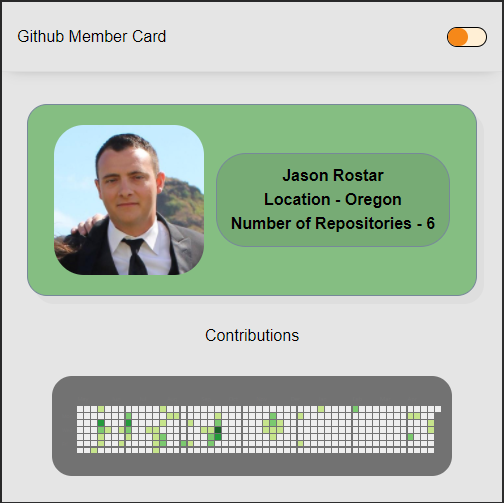 Github Member Card
Jason Rostar
Location - Oregon
Number of Repositories - 6
Contributions